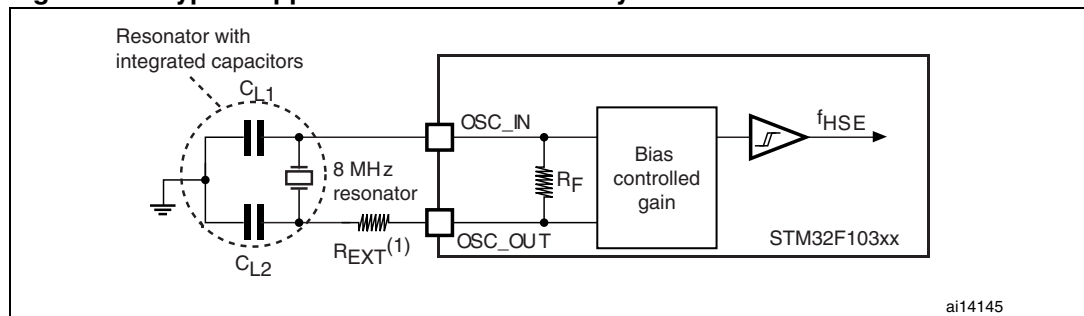 Resonator with
integrated capacitors
CL1
OSC_IN
fHSE
8 MHz
resonator
RF
Bias
controlled
gain
OSC_OUT
STM32F103xx
REXT(1)
CL2
ai14145